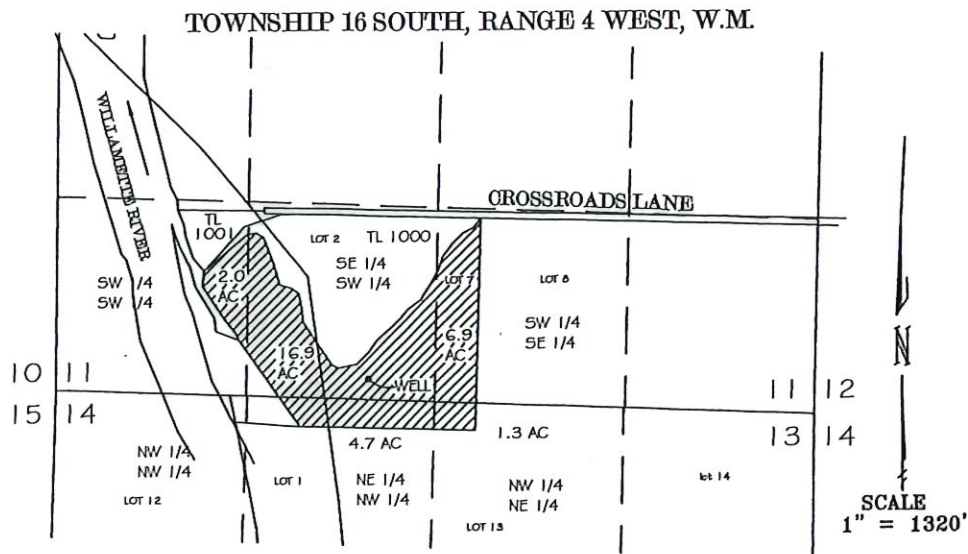 TOWNSHIP 16 SOUTH, RANGE 4 WEST, W.M.
WILLAMETTE RIVER
CROSSROADS LANE
TL
1001
LOT 2
TL 1000
SE 1/4
SW 1/4
LOT 7
LOT 8
2.0
AC
SW 1/4
SW 1/4
SW 1/4
SE 1/4
6.9
AC
16.9
AC
WELL
N
10 11
11 12
15 14
13 14
4.7 AC
1.3 AC
NW 1/4
NW 1/4
LOT 12
LOT 1
NE 1/4
NW 1/4
NW 1/4
NE 1/4
lot 14
LOT 13
SCALE
1" = 1320'